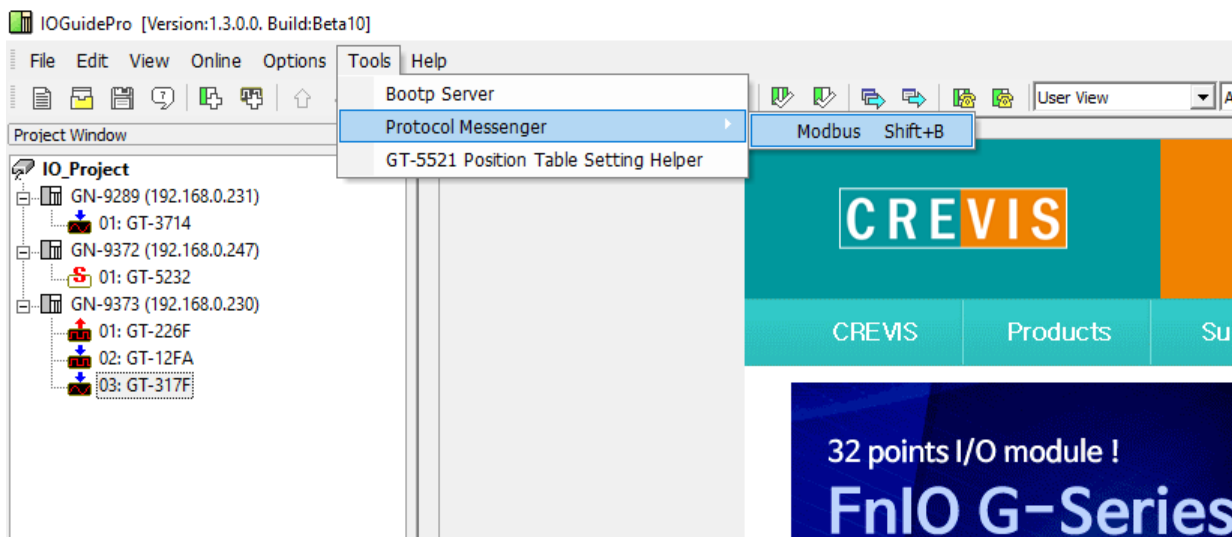 IOGuidePro [Version:1.3.0.0. Build:Beta10]
File Edit View Online Options Tools Help
Bootp Server
Protocol Messenger
GT-5521 Position Table Setting Helper
Modbus Shift+B
User View
Project Window
IO_Project
GN-9289 (192.168.0.231)
01: GT-3714
GN-9372 (192.168.0.247)
01: GT-5232
GN-9373 (192.168.0.230)
01: GT-226F
02: GT-12FA
03: GT-317F
CREVIS
CREVIS Products Su
32 points I/O module !
FnIO G-Series